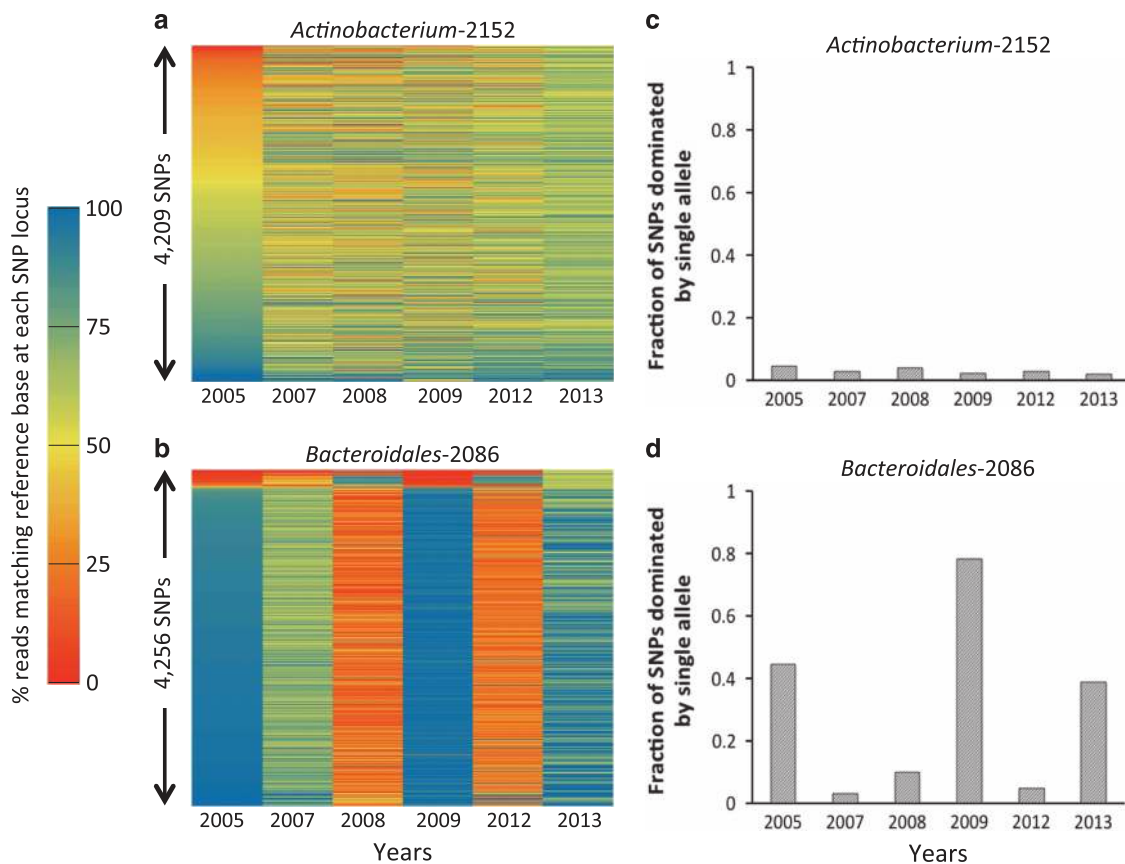 % reads matching reference base at each SNP locus
100
75
50
25
0
a
Actinobacterium-2152
4,209 SNPs
2005 2007 2008 2009 2012 2013
b
Bacteroidales-2086
4,256 SNPs
2005 2007 2008 2009 2012 2013
Years
c
Actinobacterium-2152
Fraction of SNPs dominated
by single allele
1
0.8
0.6
0.4
0.2
0
2005 2007 2008 2009 2012 2013
d
Bacteroidales-2086
Fraction of SNPs dominated
by single allele
1
0.8
0.6
0.4
0.2
0
2005 2007 2008 2009 2012 2013
Years